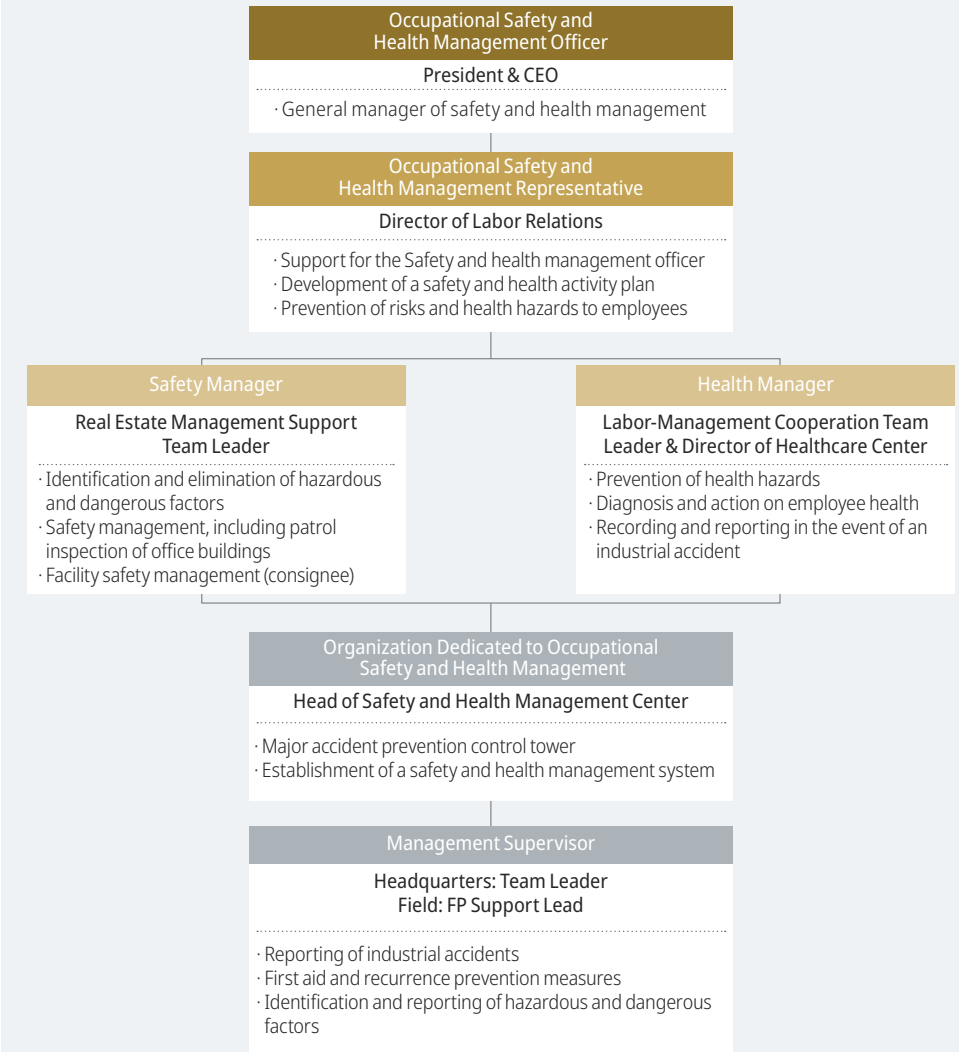 Occupational Safety and
Health Management Officer
President & CEO
· General manager of safety and health management
Occupational Safety and
Health Management Representative
Director of Labor Relations
· Support for the Safety and health management officer
· Development of a safety and health activity plan
· Prevention of risks and health hazards to employees
Safety Manager
Real Estate Management Support
Team Leader
· Identification and elimination of hazardous
and dangerous factors
· Safety management, including patrol
inspection of office buildings
· Facility safety management (consignee)
Health Manager
Labor-Management Cooperation Team
Leader & Director of Healthcare Center
· Prevention of health hazards
· Diagnosis and action on employee health
· Recording and reporting in the event of an
industrial accident
Organization Dedicated to Occupational
Safety and Health Management
Head of Safety and Health Management Center
· Major accident prevention control tower
· Establishment of a safety and health management system
Management Supervisor
Headquarters: Team Leader
Field: FP Support Lead
· Reporting of industrial accidents
· First aid and recurrence prevention measures
· Identification and reporting of hazardous and dangerous
factors